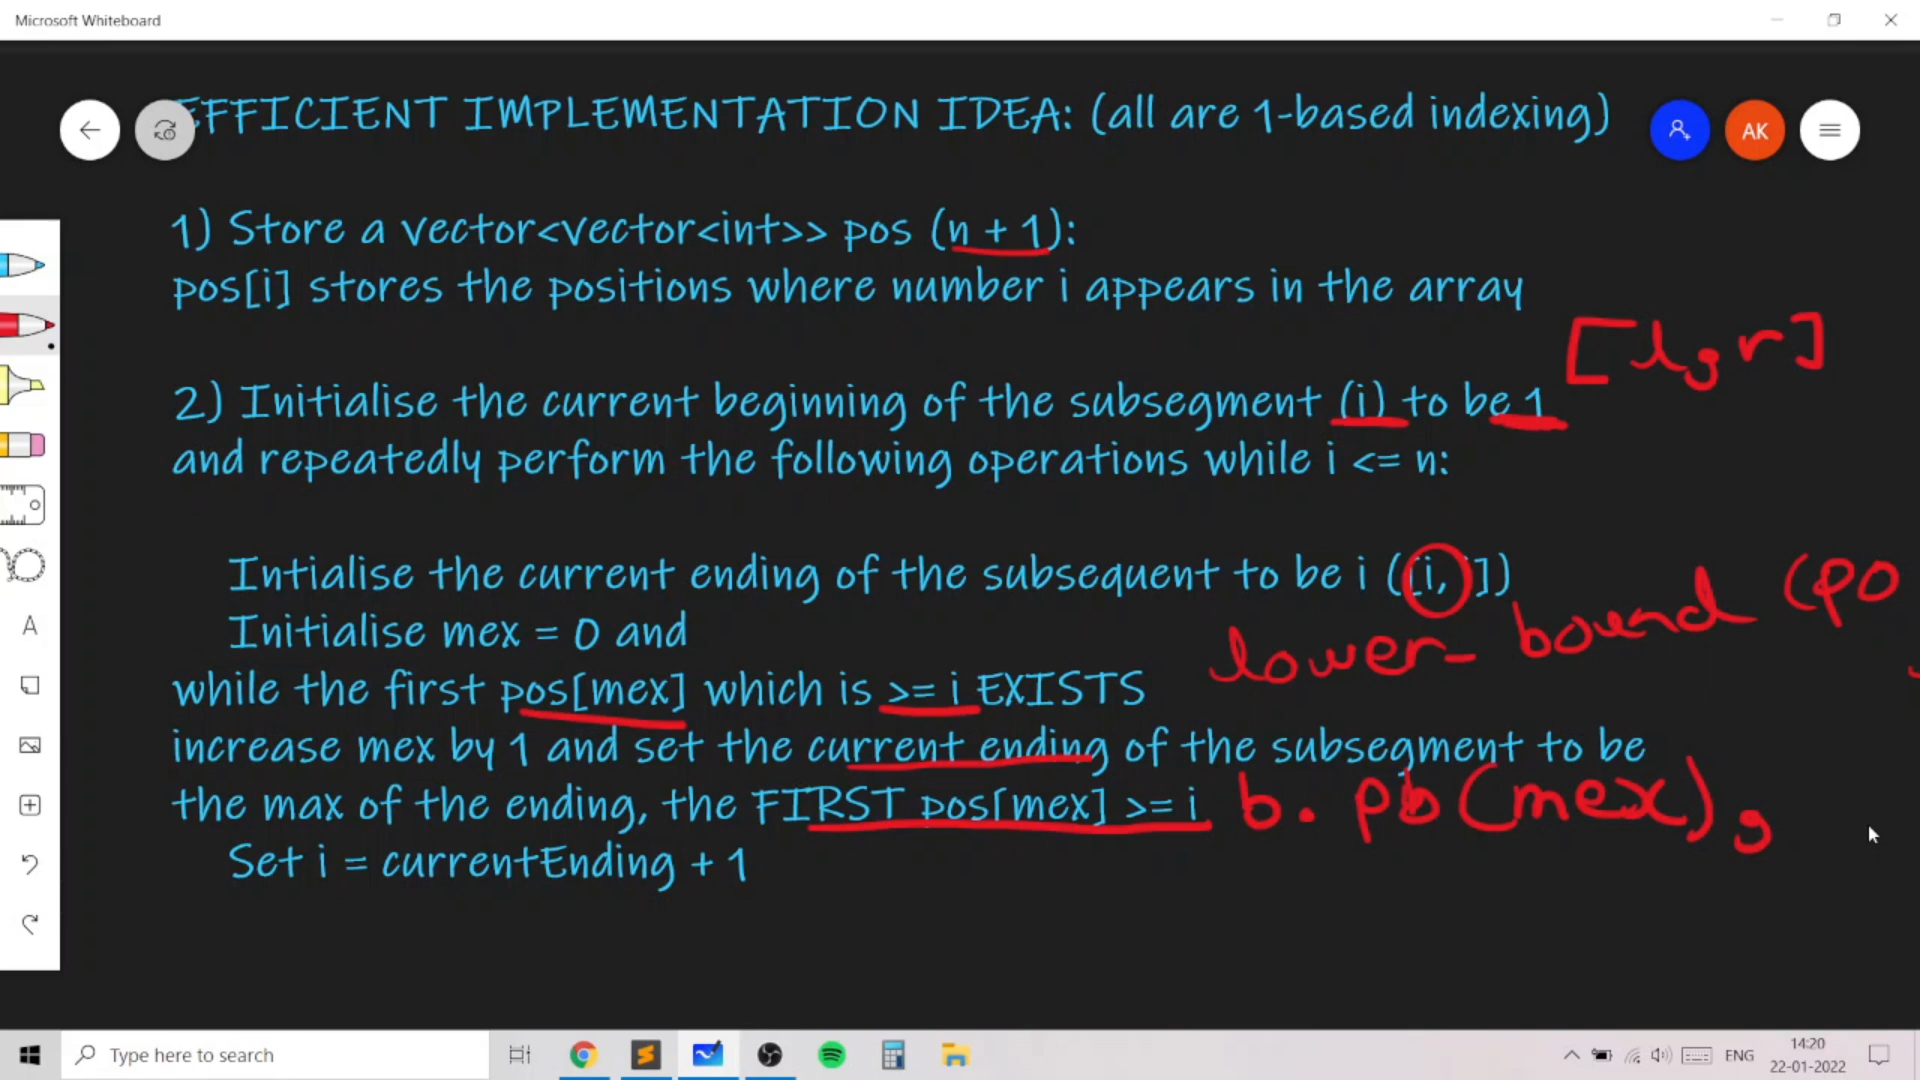 Microsoft Whiteboard
EFFICIENT IMPLEMENTATION IDEA: (all are 1-based indexing)
AK
1) Store a vector<vector<int>> pos (n + 1):
pos[i] stores the positions where number i appears in the array
[l,r]
2) Initialise the current beginning of the subsegment (i) to be 1
and repeatedly perform the following operations while i <= n:
Intialise the current ending of the subsequent to be i ([i, ])
lower_bound (po
Initialise mex = 0 and
while the first pos[mex] which is >= i EXISTS
increase mex by 1 and set the current ending of the subsegment to be
the max of the ending, the FIRST pos[mex] >= i
b.pb(mex);
Set i = currentEnding + 1
A
Type here to search
ENG
14:20
22-01-2022